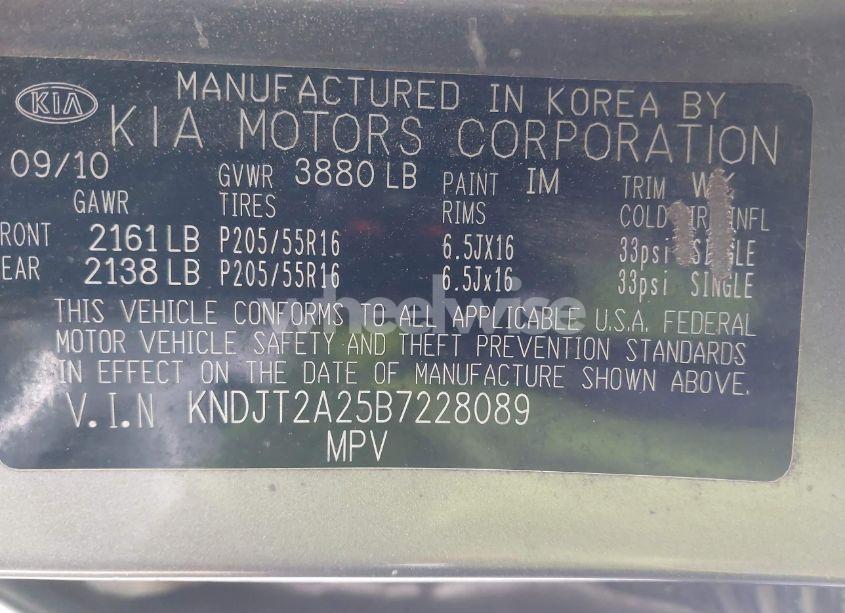 KIA MANUFACTURED IN KOREA BY
KIA MOTORS CORPORATION
09/10 GVWR 3880 LB PAINT IM TRIM
GAWR TIRES RIMS COLD INFL
RONT 2161 LB P205/55R16 6.5JX16 33psi
EAR 2138 LB P205/55R16 6.5Jx16 33psi SINGLE
THIS VEHICLE CONFORMS TO ALL APPLICABLE U.S.A. FEDERAL
MOTOR VEHICLE SAFETY AND THEFT PREVENTION STANDARDS
IN EFFECT ON THE DATE OF MANUFACTURE SHOWN ABOVE.
V.I.N KNDJT2A25B7228089
MPV
wheelwise